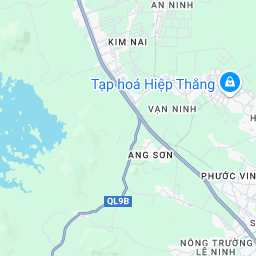 AN NINH
KIM NAI
Tạp hoá Hiệp Thắng
VẠN NINH
ANG SƠN
PHƯỚC VIN
QL9B
NÔNG TRƯỜNG
LỆ NINH